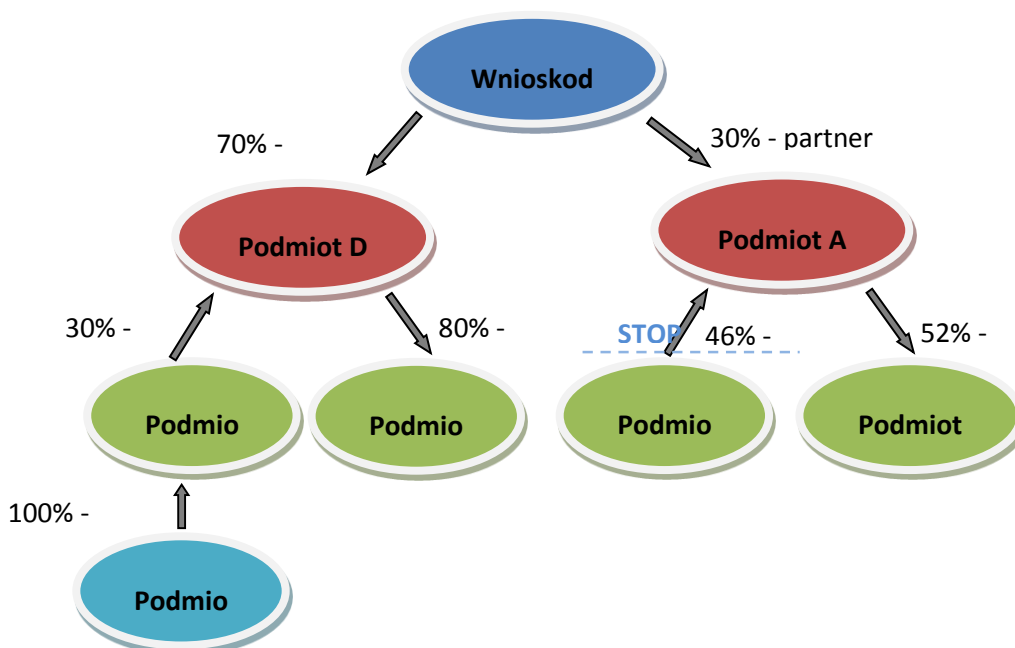 Wnioskod
70% -
30% - partner
Podmiot D
Podmiot A
30% -
80% -
STOP
46% -
52% -
Podmio
Podmio
Podmio
Podmiot
100% -
Podmio